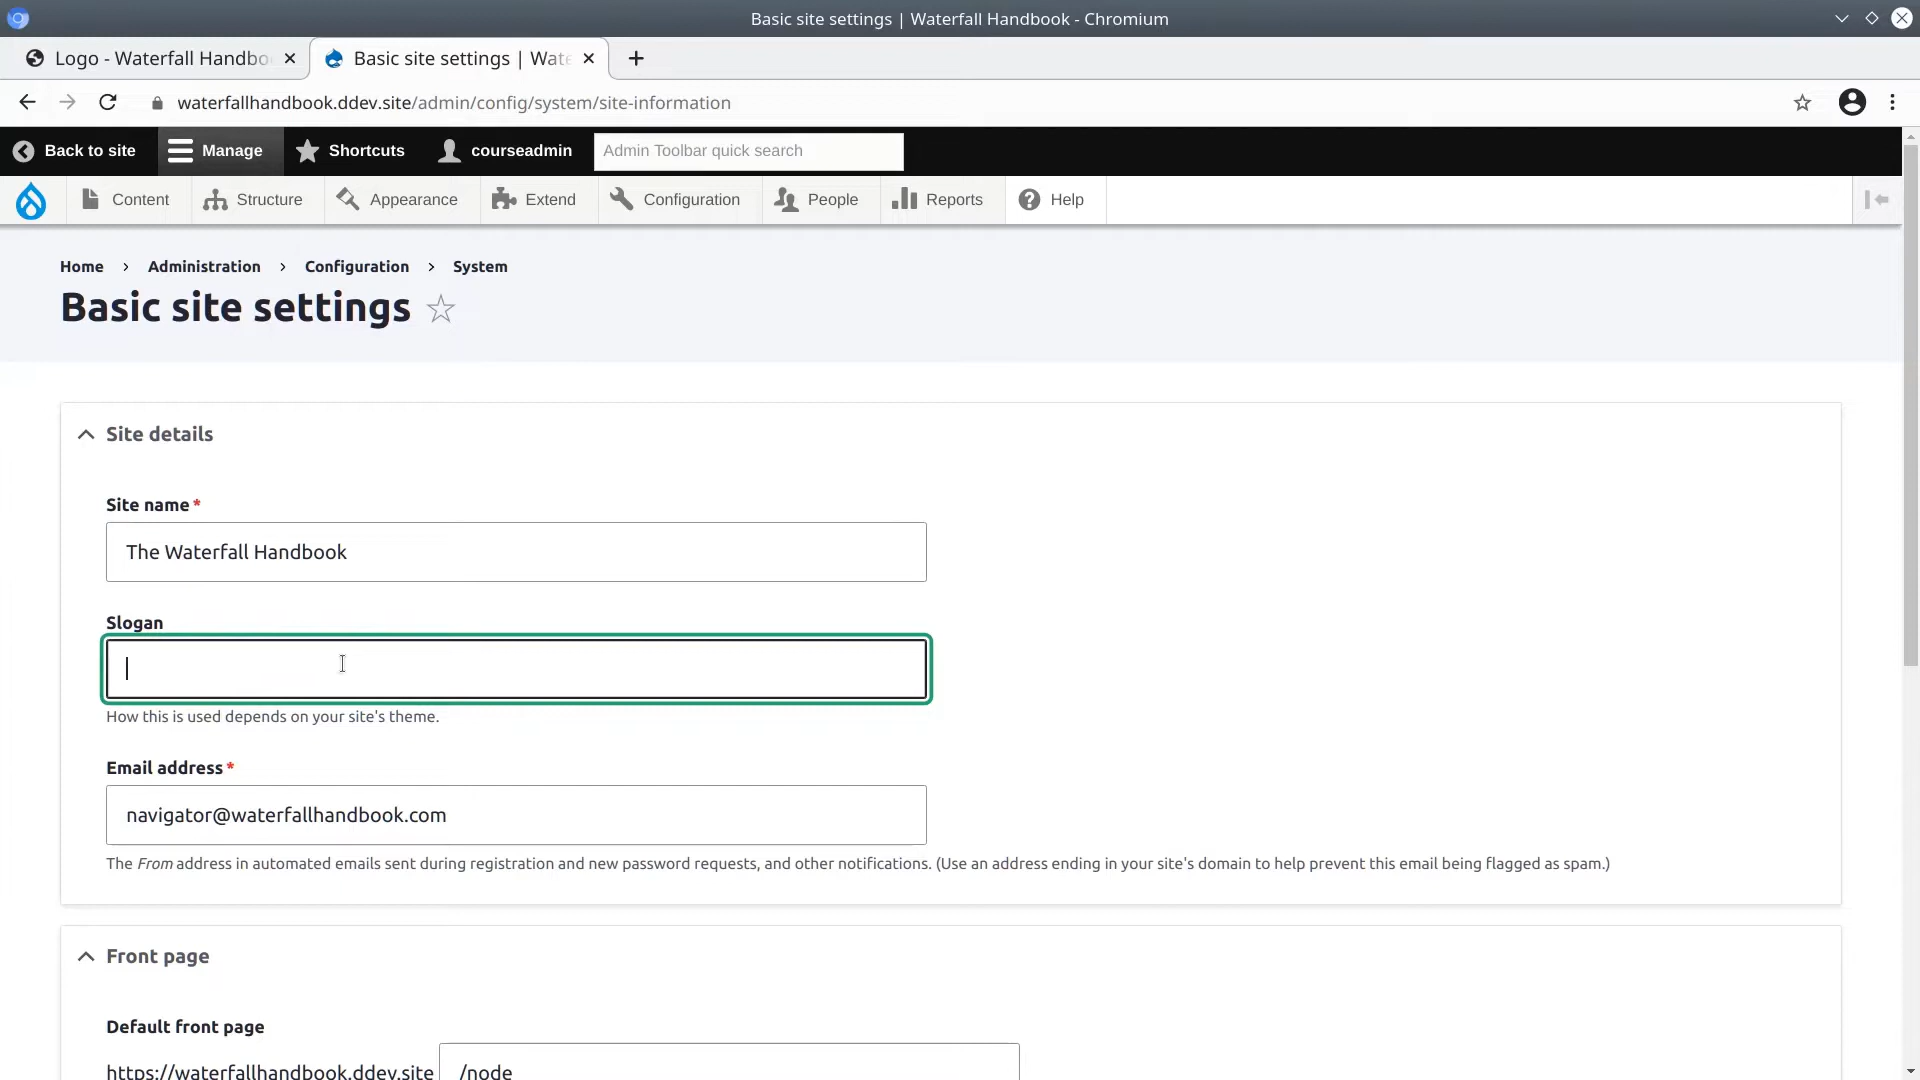 Basic site settings | Waterfall Handbook - Chromium
Logo - Waterfall Handbo
Basic site settings | Wate
waterfallhandbook.ddev.site/admin/config/system/site-information
Back to site
Manage
Shortcuts
courseadmin
Admin Toolbar quick search
Content
Structure
Appearance
Extend
Configuration
People
Reports
Help
Home › Administration › Configuration › System
Basic site settings
Site details
Site name*
The Waterfall Handbook
Slogan
How this is used depends on your site's theme.
Email address*
navigator@waterfallhandbook.com
The From address in automated emails sent during registration and new password requests, and other notifications. (Use an address ending in your site's domain to help prevent this email being flagged as spam.)
Front page
Default front page
https://waterfallhandbook.ddev.site /node